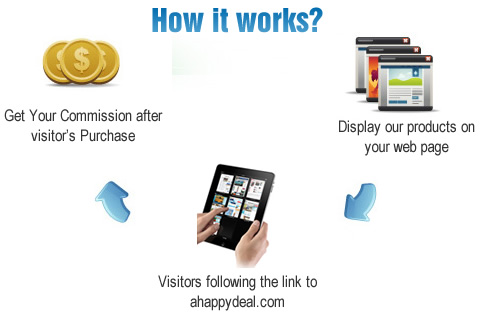 How it works?
Get Your Commission after
visitor's Purchase
Display our products on
your web page
Visitors following the link to
ahappydeal.com